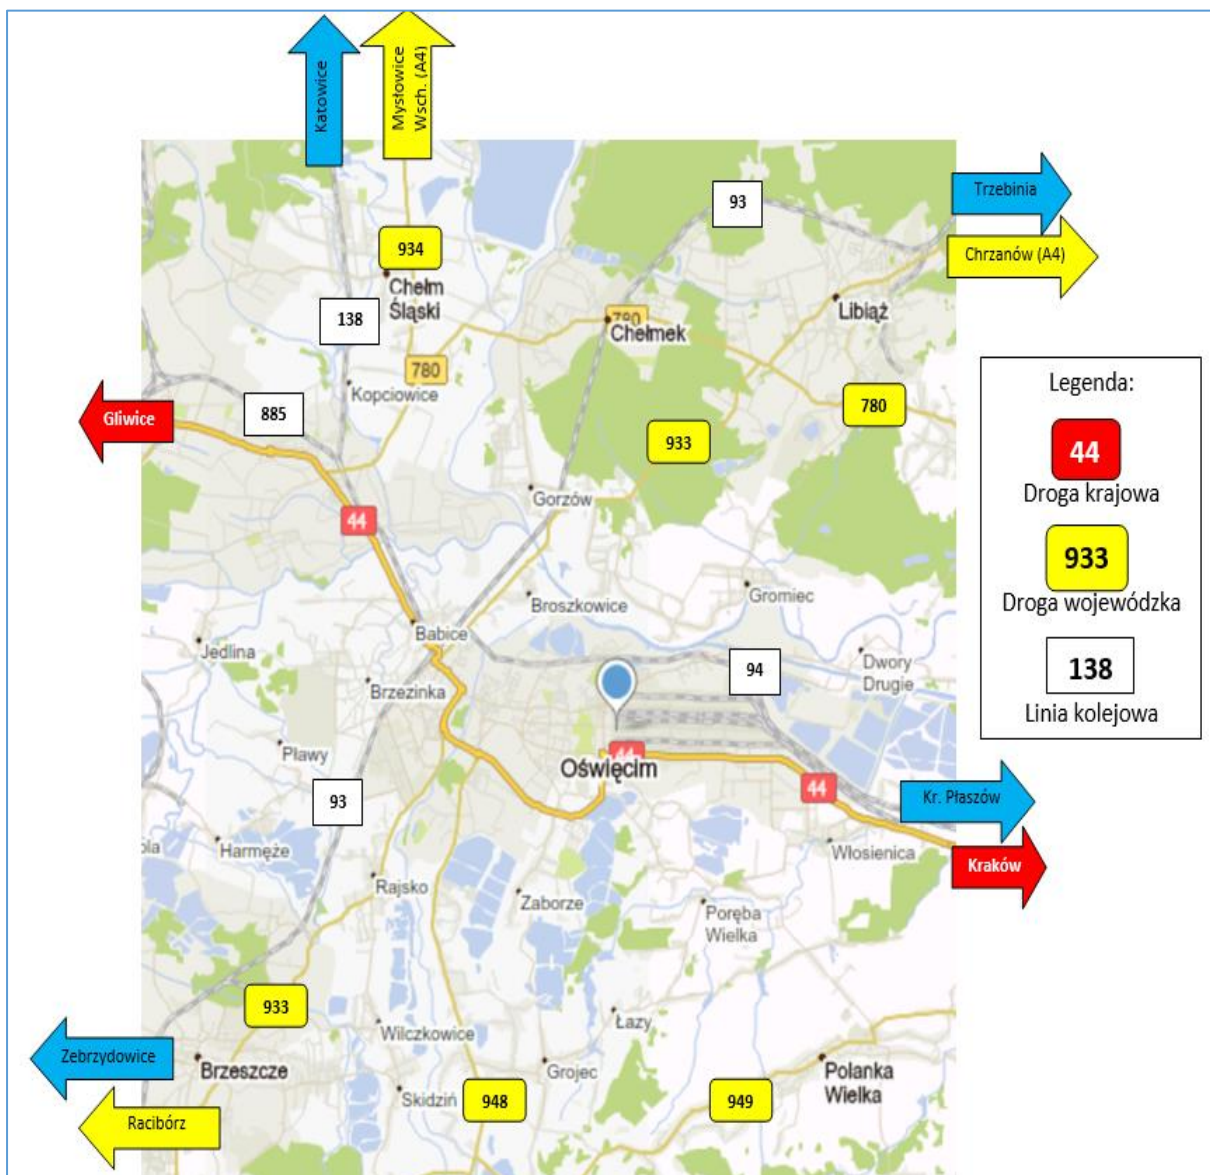 Katowice
Mysłowice
Wsch. (A4)
Trzebinia
Chrzanów (A4)
93
934
Chełm
Śląski
138
780
Chełmek
Libiąż
780
Kopciowice
780
885
Gliwice
933
Legenda:
44
Droga krajowa
933
Droga wojewódzka
138
Linia kolejowa
Gorzów
44
Broszkowice
Gromiec
Babice
Jedlina
94
Dwory
Drugie
Brzezinka
Pławy
44
Oświęcim
44
Kr. Płaszów
93
Harmęże
Włosienica
Kraków
Rajsko
Zaborze
Poręba
Wielka
933
Łazy
Wilczkowice
Zebrzydowice
Brzeszcze
Grojec
Polanka
Wielka
Skidziń
948
949
Racibórz